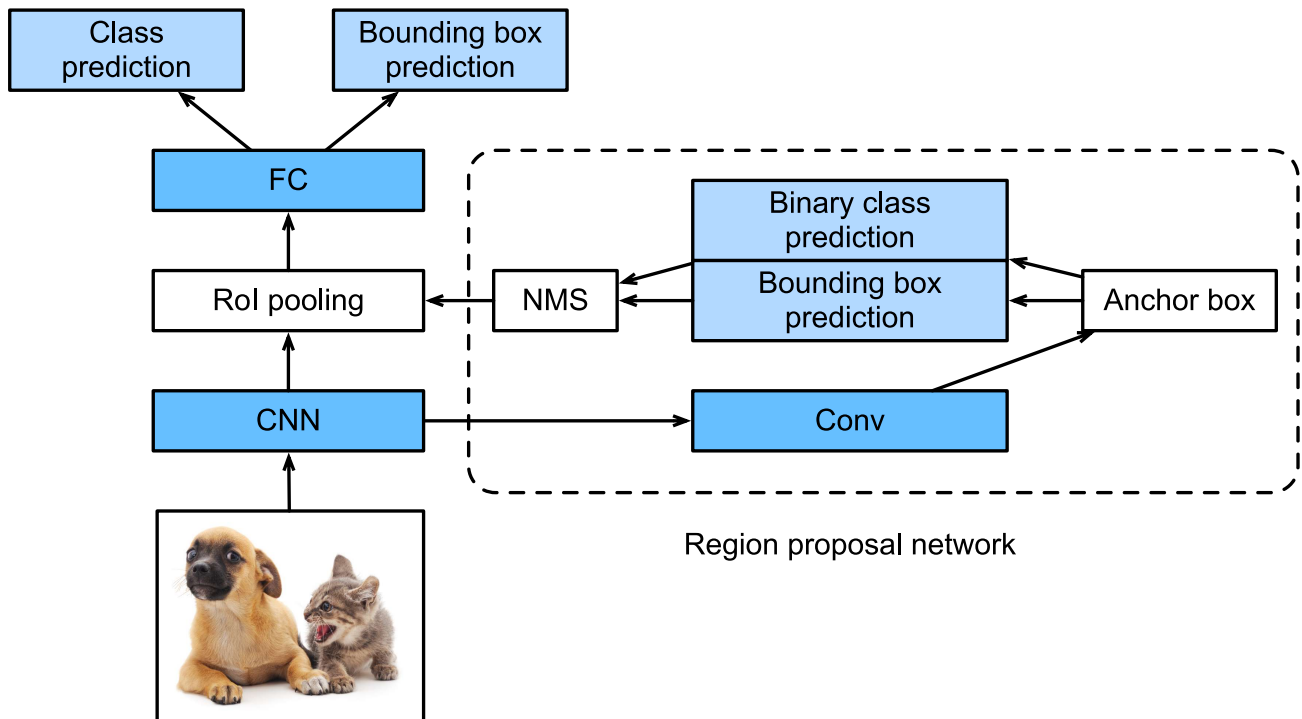 Class
prediction
Bounding box
prediction
FC
Binary class
prediction
RoI pooling
NMS
Bounding box
prediction
Anchor box
CNN
Conv
Region proposal network